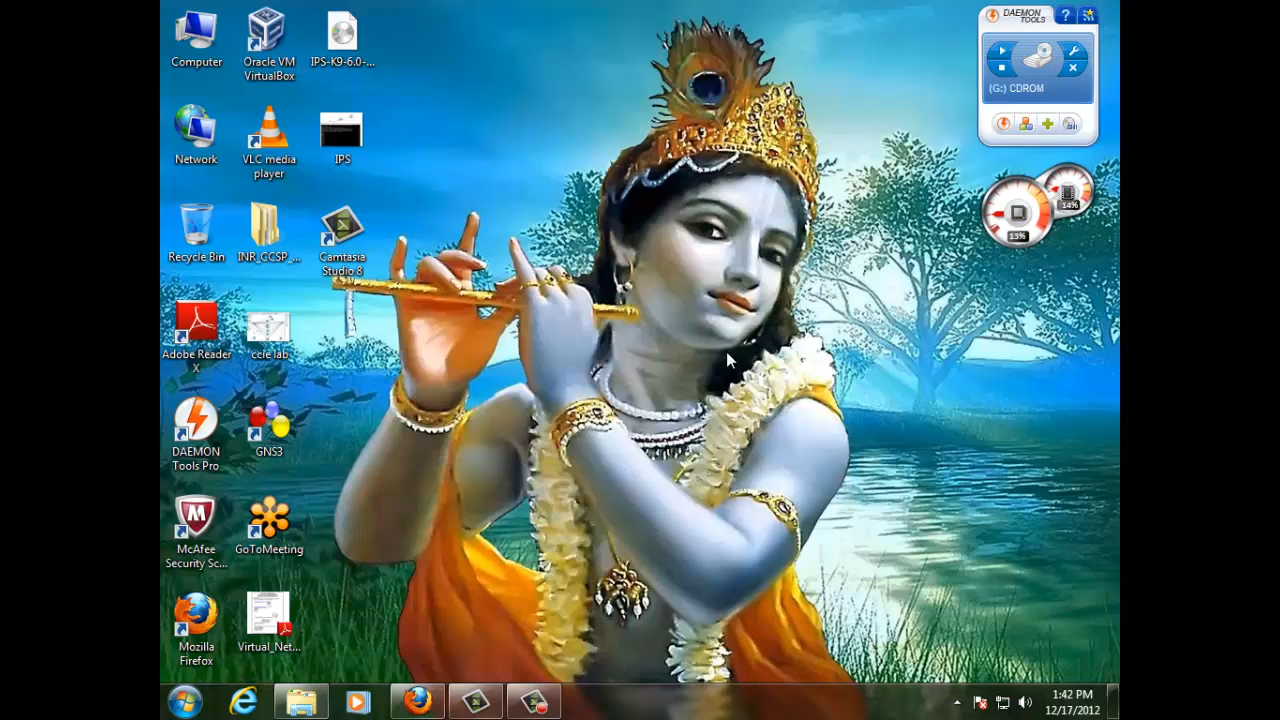 Computer
Oracle VM
VirtualBox
IPS-K9-6.0-...
Network
VLC media
player
IPS
Recycle Bin
INR_CCSP_...
Camtasia
Studio 8
Adobe Reader
X
ccie lab
DAEMON
Tools Pro
GNS3
McAfee
Security Sc...
GoToMeeting
Mozilla
Firefox
Virtual_Net...
DAEMON
TOOLS
?
(G:) CDROM
14%
13%
1:42 PM
12/17/2012